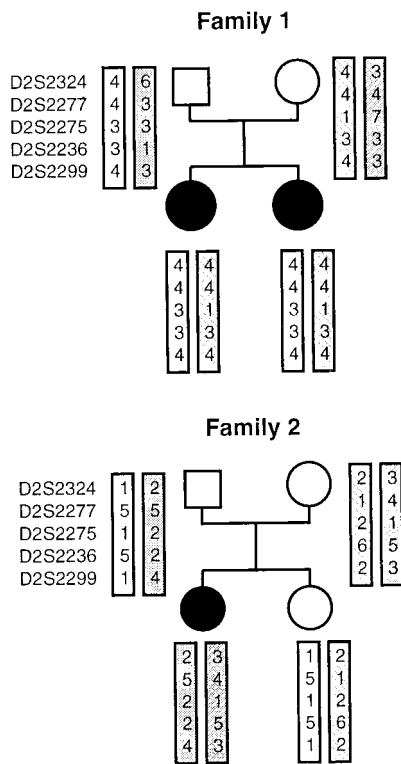 Family 1
D2S2324 4 6 4 3
D2S2277 4 3 4 4
D2S2275 3 3 1 7
D2S2236 3 1 3 3
D2S2299 4 3 4 3
4 4 4 4
4 4 4 4
3 1 3 1
3 3 3 3
4 4 4 4
Family 2
D2S2324 1 2 2 3
D2S2277 5 5 1 4
D2S2275 1 2 2 1
D2S2236 5 2 6 5
D2S2299 1 4 2 3
2 3 1 2
5 4 5 1
2 1 1 2
2 5 5 6
4 3 1 2